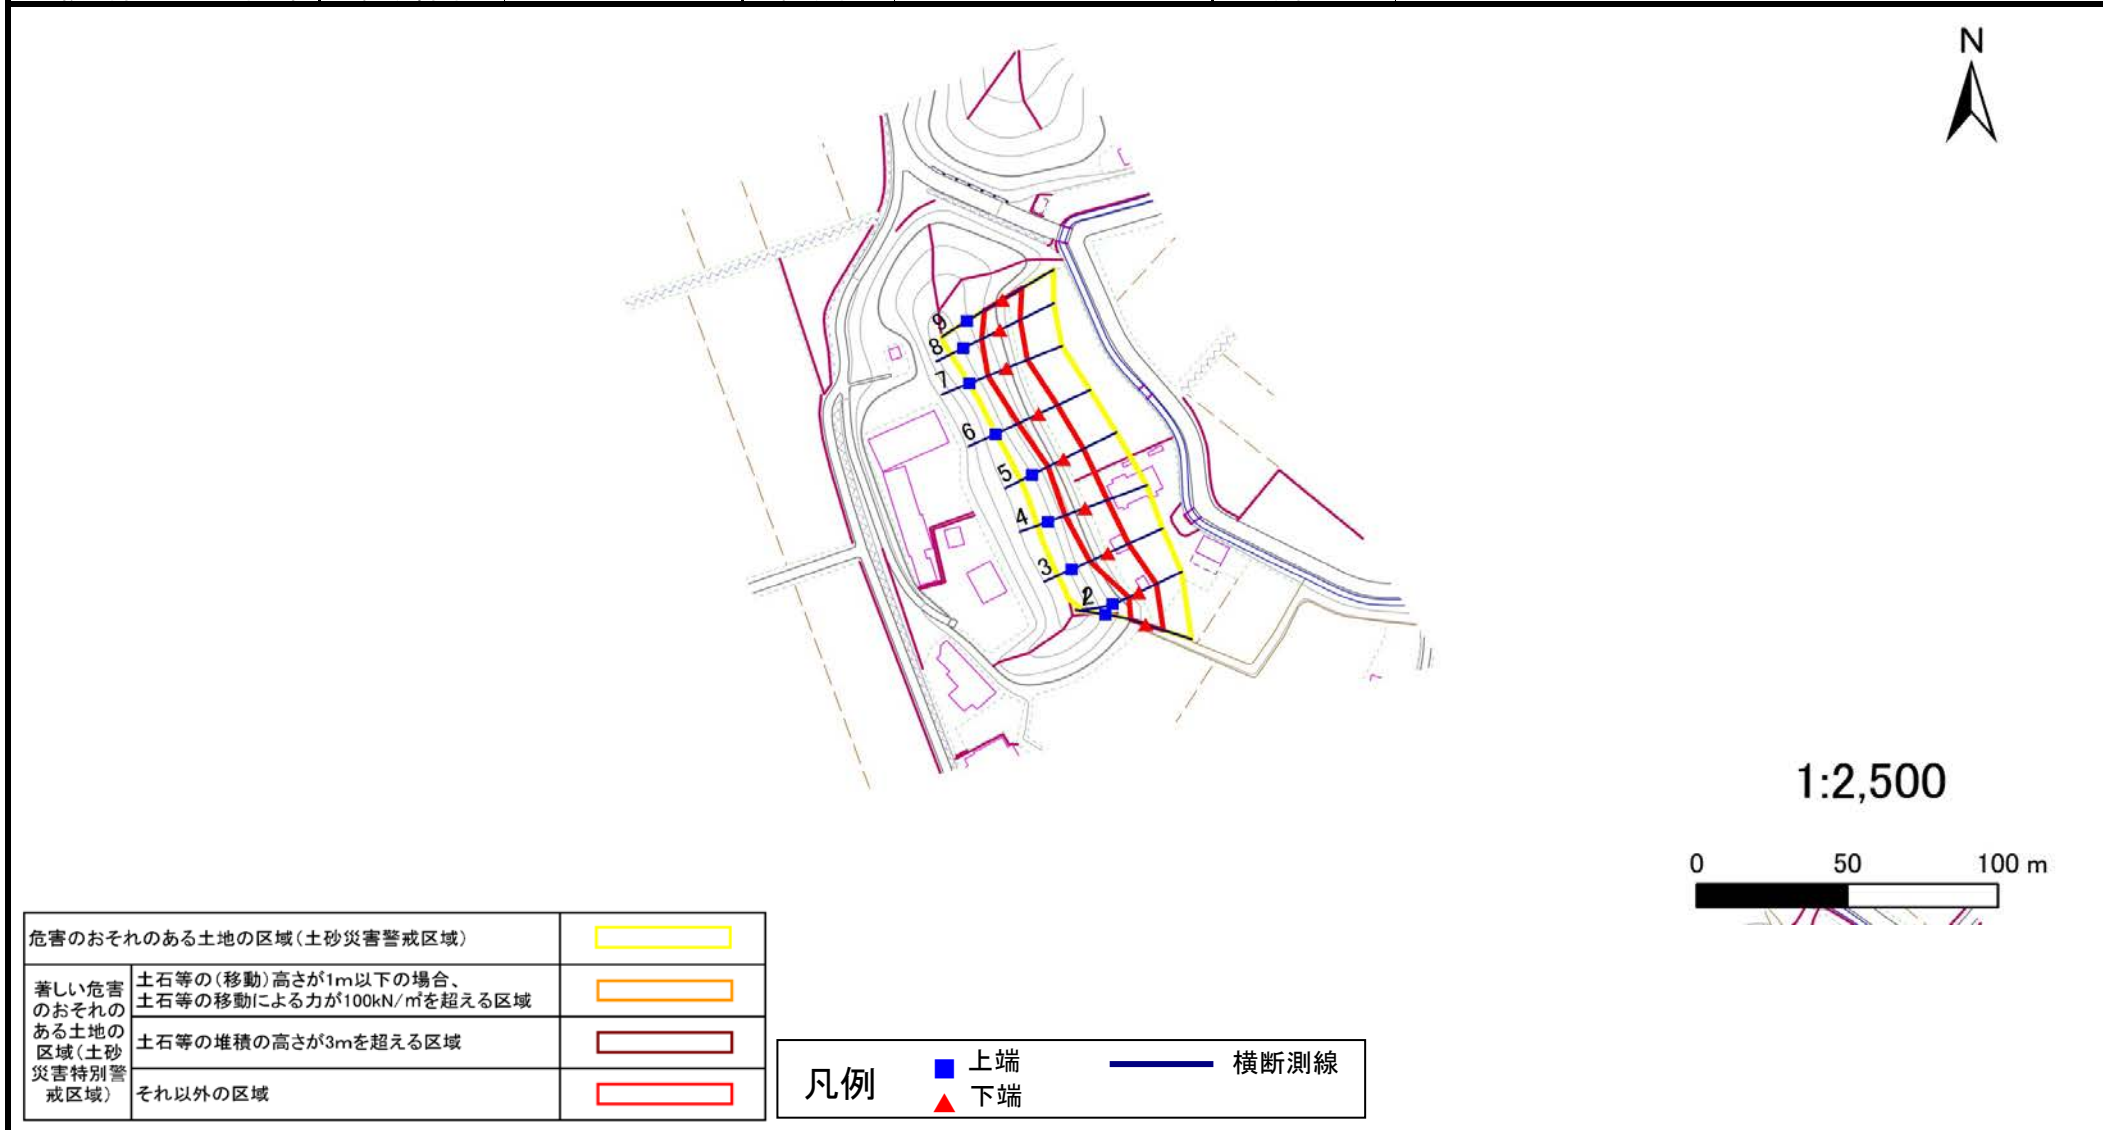 N
9
8
7
6
5
4
3
2
1:2,500
0 50 100 m
危害のおそれのある土地の区域(土砂災害警戒区域)
著しい危害
のおそれの
ある土地の
区域(土砂
災害特別警
戒区域)
土石等の(移動)高さが1m以下の場合、
土石等の移動による力が100kN/㎡を超える区域
土石等の堆積の高さが3mを超える区域
それ以外の区域
凡例
上端
下端
横断測線